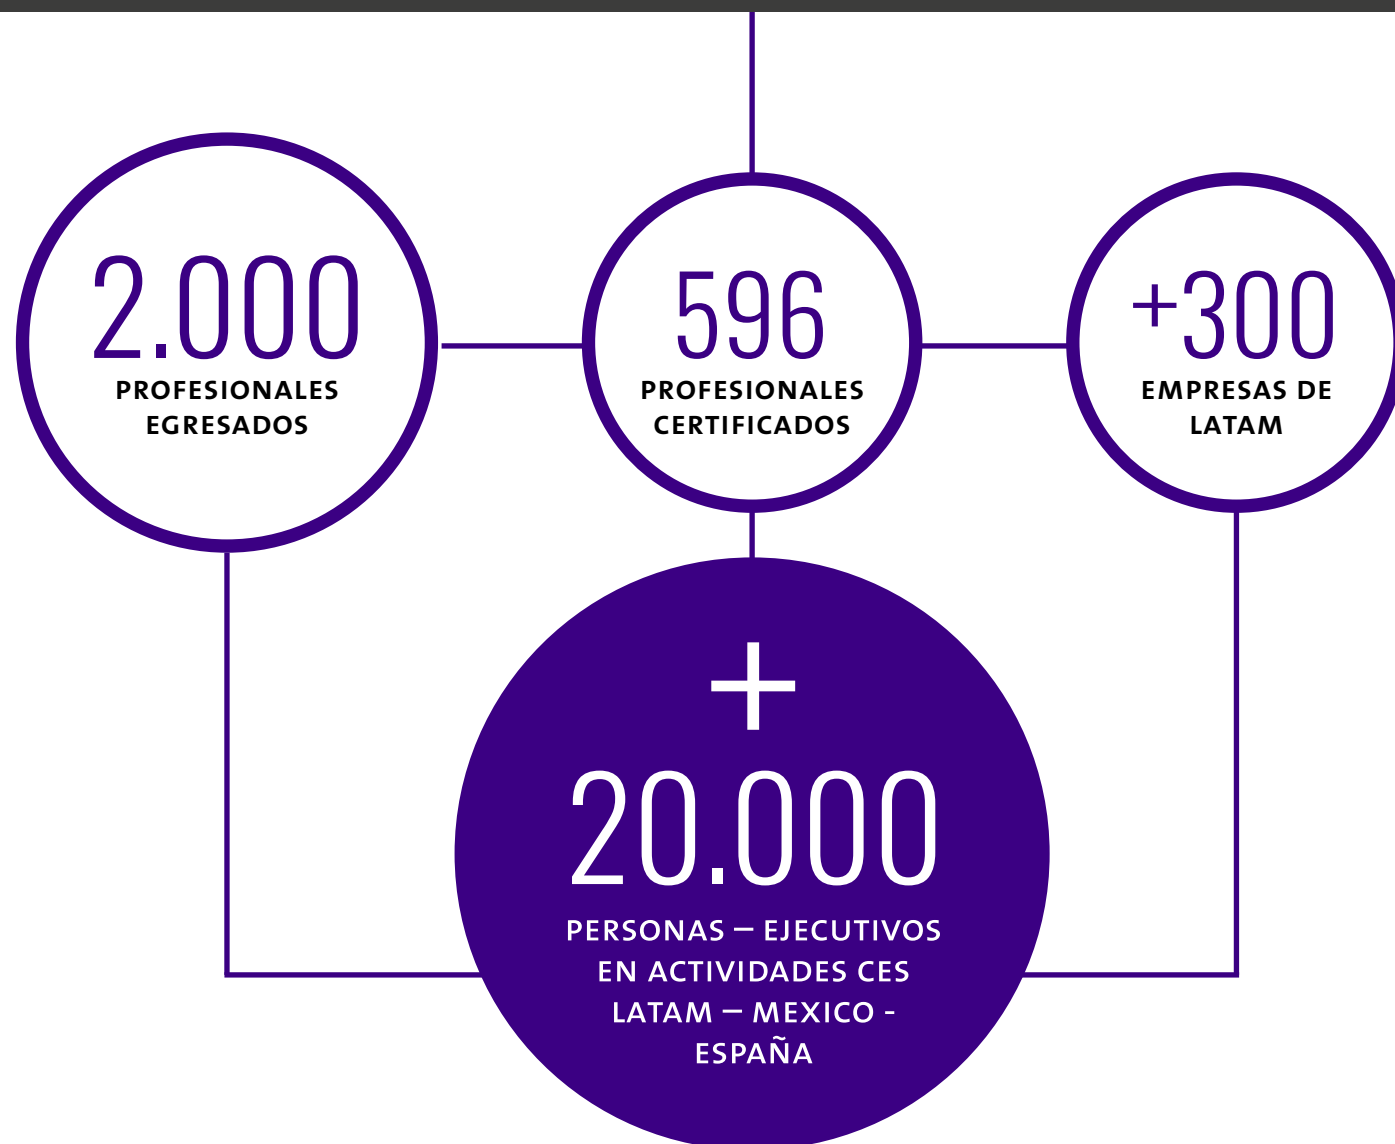 2.000
PROFESIONALES
EGRESADOS
596
PROFESIONALES
CERTIFICADOS
+300
EMPRESAS DE
LATAM
+
20.000
PERSONAS – EJECUTIVOS
EN ACTIVIDADES CES
LATAM – MEXICO -
ESPAÑA